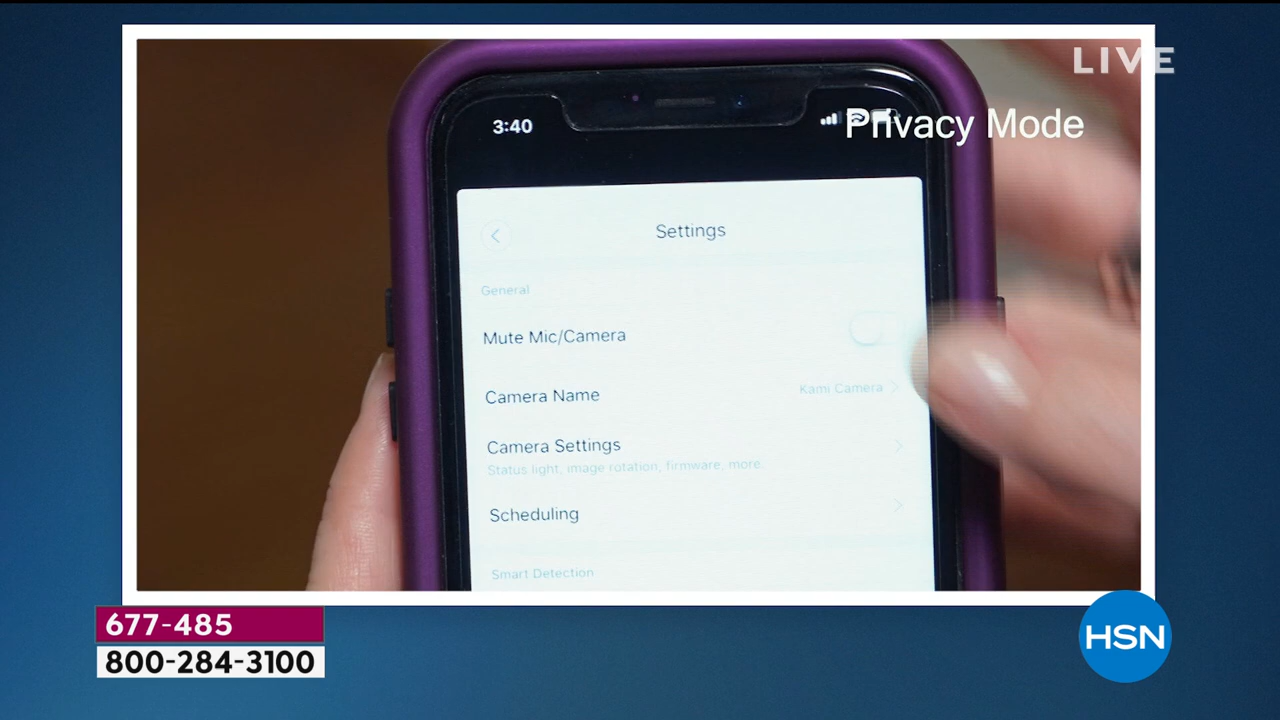 LIVE
Privacy Mode
3:40
Settings
General
Mute Mic/Camera
Camera Name
Kami Camera
Camera Settings
Status light, image rotation, firmware, more.
Scheduling
Smart Detection
677-485
800-284-3100
HSN